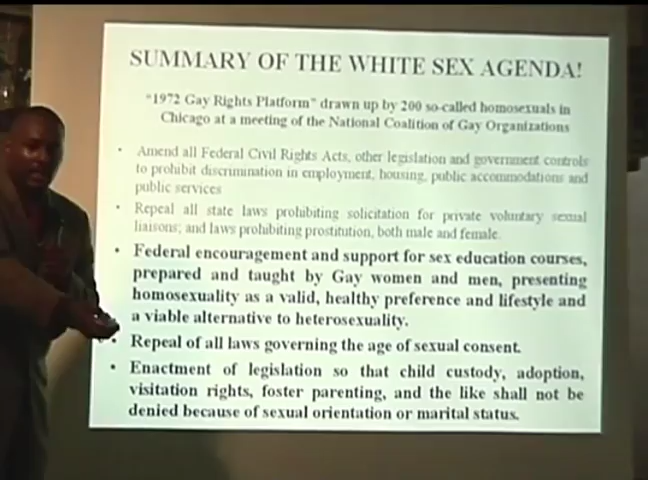 SUMMARY OF THE WHITE SEX AGENDA!
"1972 Gay Rights Platform" drawn up by 200 so-called homosexuals in
Chicago at a meeting of the National Coalition of Gay Organizations
• Amend all Federal Civil Rights Acts, other legislation and government controls
to prohibit discrimination in employment, housing, public accommodations and
public services
• Repeal all state laws prohibiting solicitation for private voluntary sexual
liaisons; and laws prohibiting prostitution, both male and female.
• Federal encouragement and support for sex education courses,
prepared and taught by Gay women and men, presenting
homosexuality as a valid, healthy preference and lifestyle and
a viable alternative to heterosexuality.
• Repeal of all laws governing the age of sexual consent.
• Enactment of legislation so that child custody, adoption,
visitation rights, foster parenting, and the like shall not be
denied because of sexual orientation or marital status.